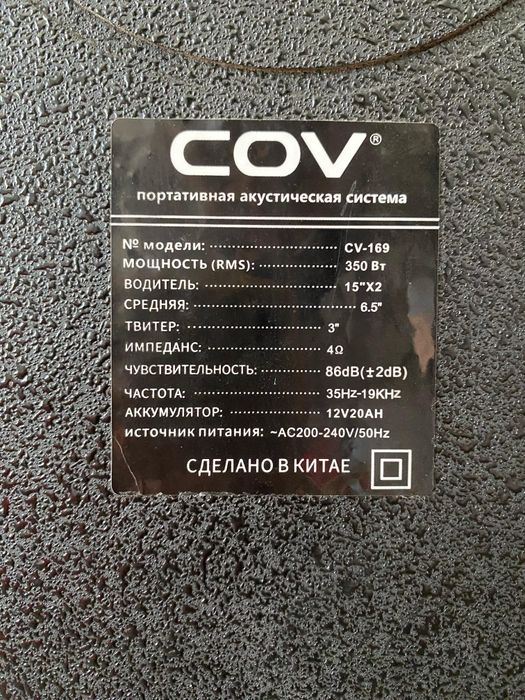 COV®
портативная акустическая система
№ модели: CV-169
МОЩНОСТЬ (RMS): 350 Вт
ВОДИТЕЛЬ: 15"X2
СРЕДНЯЯ: 6.5"
ТВИТЕР: 3"
ИМПЕДАНС: 4Ω
ЧУВСТВИТЕЛЬНОСТЬ: 86dB(±2dB)
ЧАСТОТА: 35Hz-19KHz
АККУМУЛЯТОР: 12V20AH
источник питания: ~AC200-240V/50Hz
СДЕЛАНО В КИТАЕ